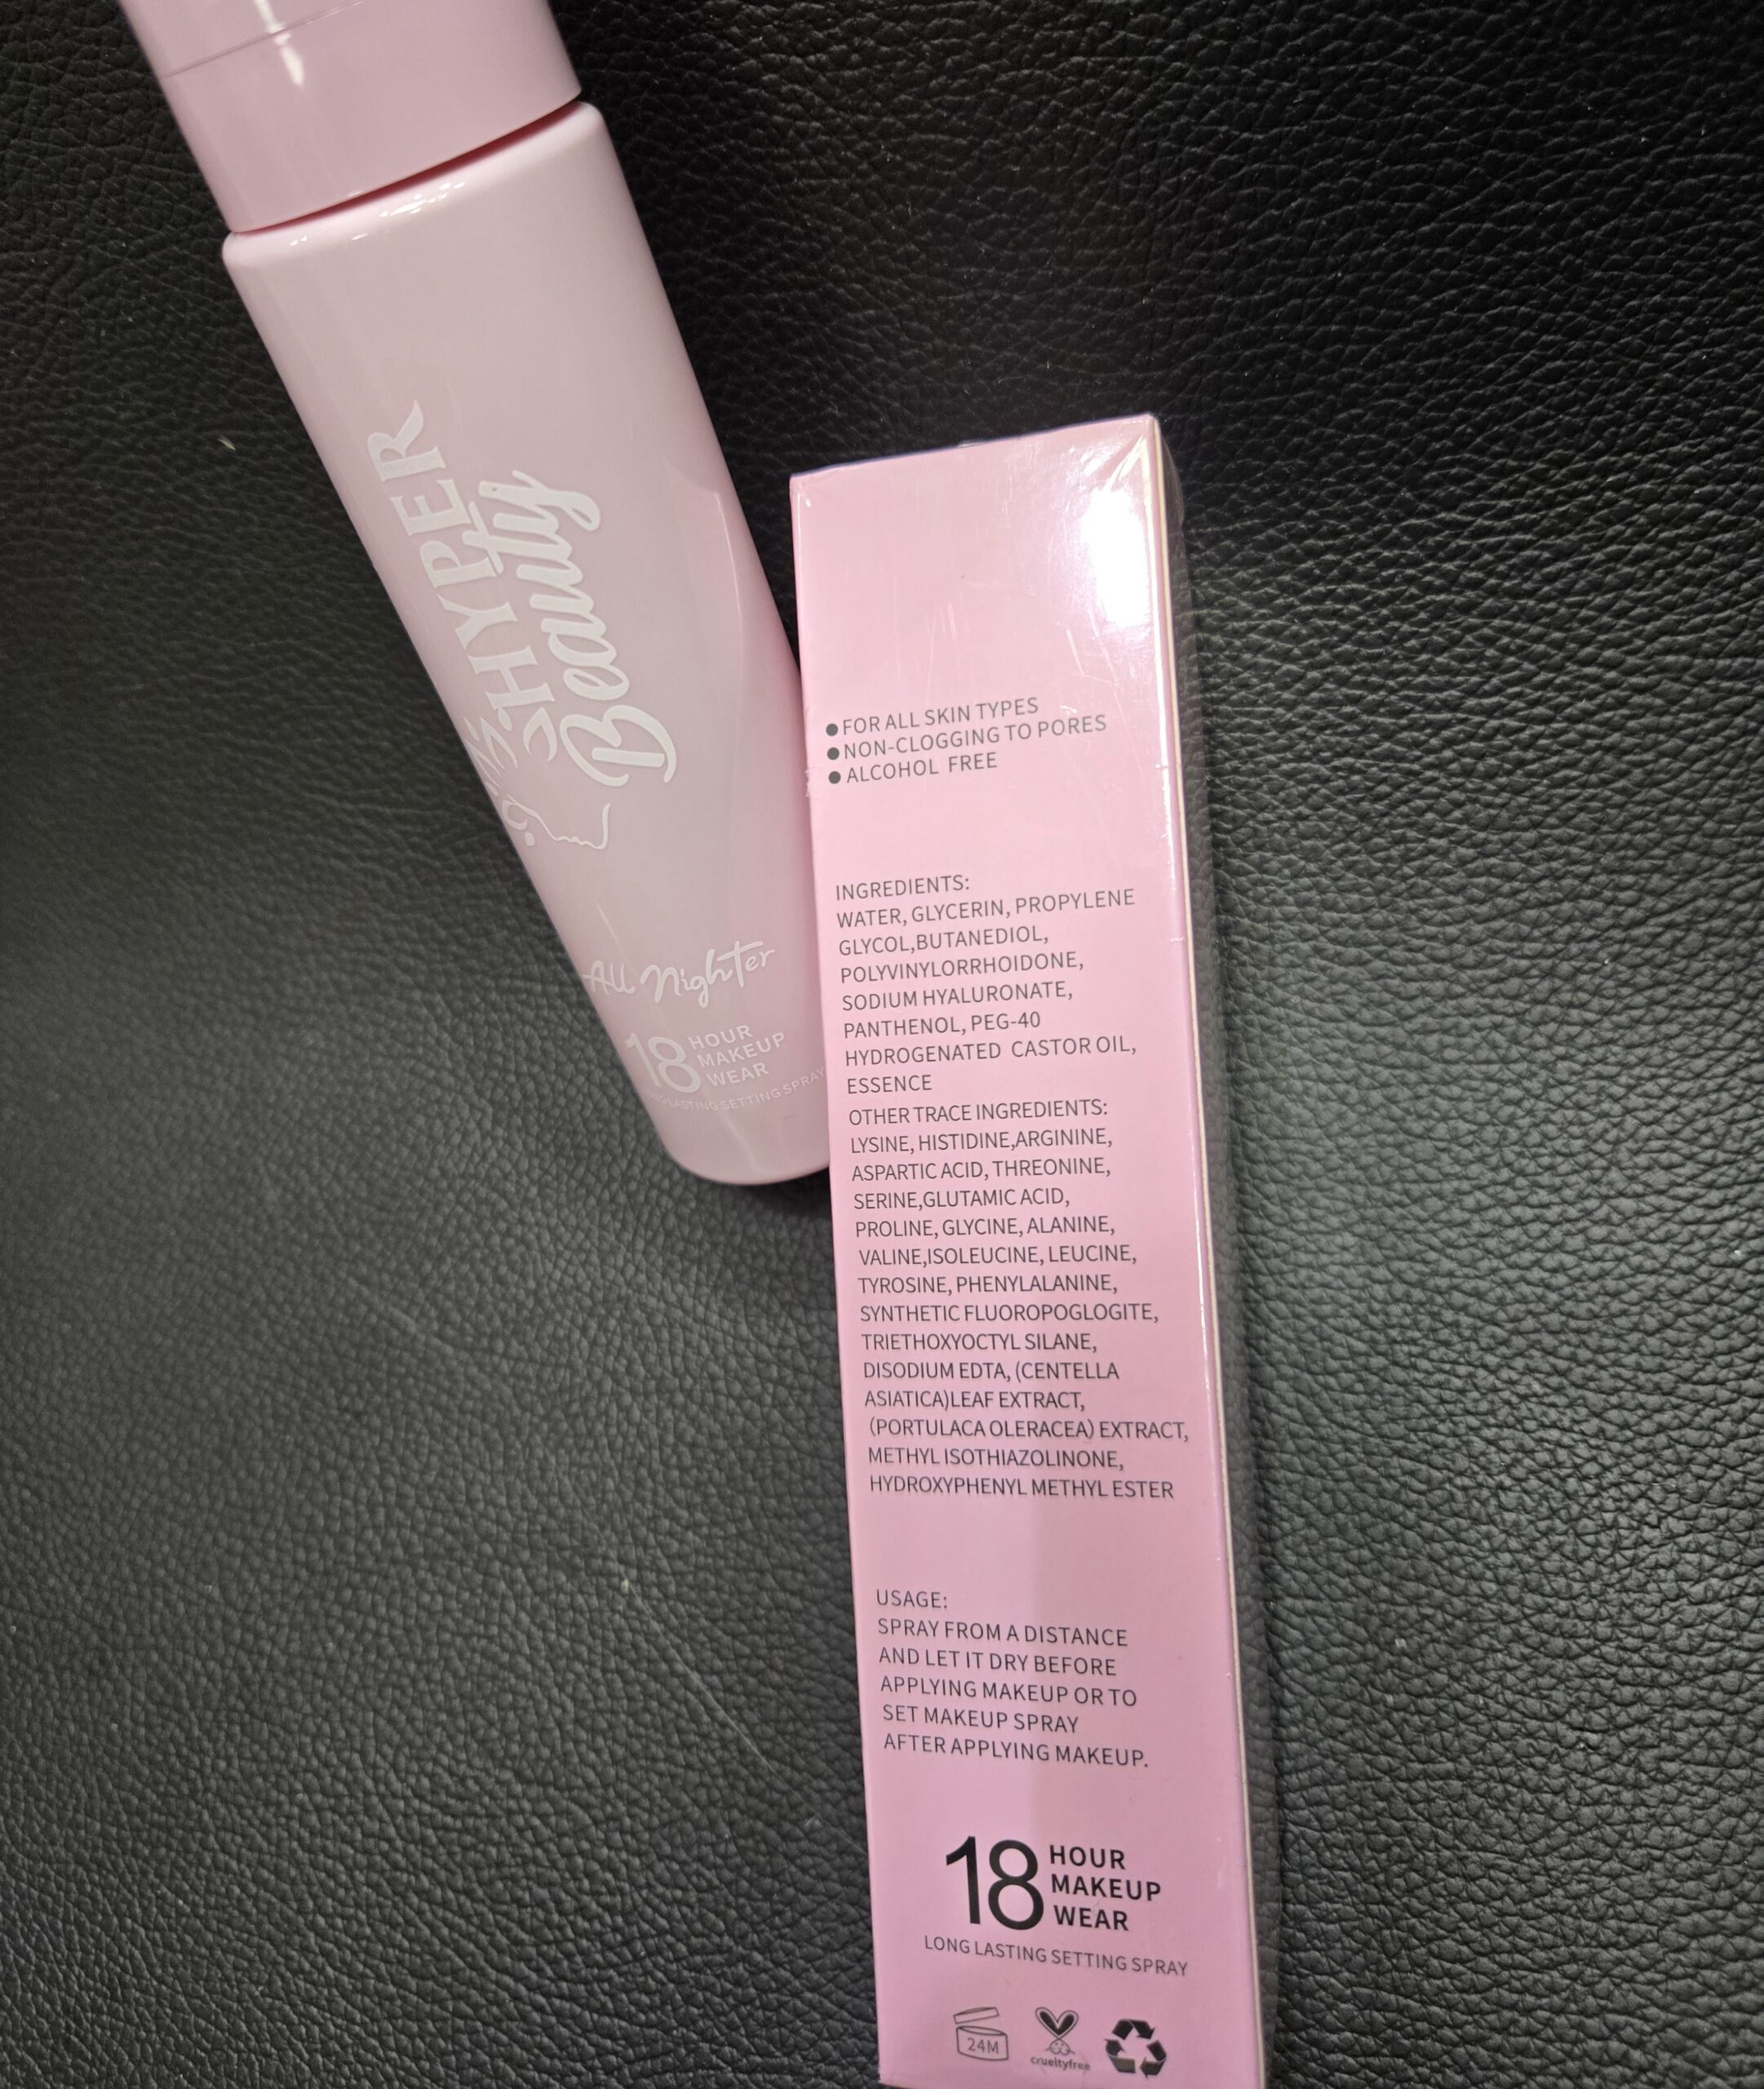 SHYPER
Beauty
All Nighter
18 HOUR
MAKEUP
WEAR
LONG LASTING SETTING SPRAY
●FOR ALL SKIN TYPES
●NON-CLOGGING TO PORES
●ALCOHOL FREE
INGREDIENTS:
WATER, GLYCERIN, PROPYLENE
GLYCOL,BUTANEDIOL,
POLYVINYLORRHOIDONE,
SODIUM HYALURONATE,
PANTHENOL, PEG-40
HYDROGENATED CASTOR OIL,
ESSENCE
OTHER TRACE INGREDIENTS:
LYSINE, HISTIDINE,ARGININE,
ASPARTIC ACID, THREONINE,
SERINE,GLUTAMIC ACID,
PROLINE, GLYCINE, ALANINE,
VALINE,ISOLEUCINE, LEUCINE,
TYROSINE, PHENYLALANINE,
SYNTHETIC FLUOROPOGLOGITE,
TRIETHOXYOCTYL SILANE,
DISODIUM EDTA, (CENTELLA
ASIATICA)LEAF EXTRACT,
(PORTULACA OLERACEA) EXTRACT,
METHYL ISOTHIAZOLINONE,
HYDROXYPHENYL METHYL ESTER
USAGE:
SPRAY FROM A DISTANCE
AND LET IT DRY BEFORE
APPLYING MAKEUP OR TO
SET MAKEUP SPRAY
AFTER APPLYING MAKEUP.
18 HOUR
MAKEUP
WEAR
LONG LASTING SETTING SPRAY
24M
crueltyfree